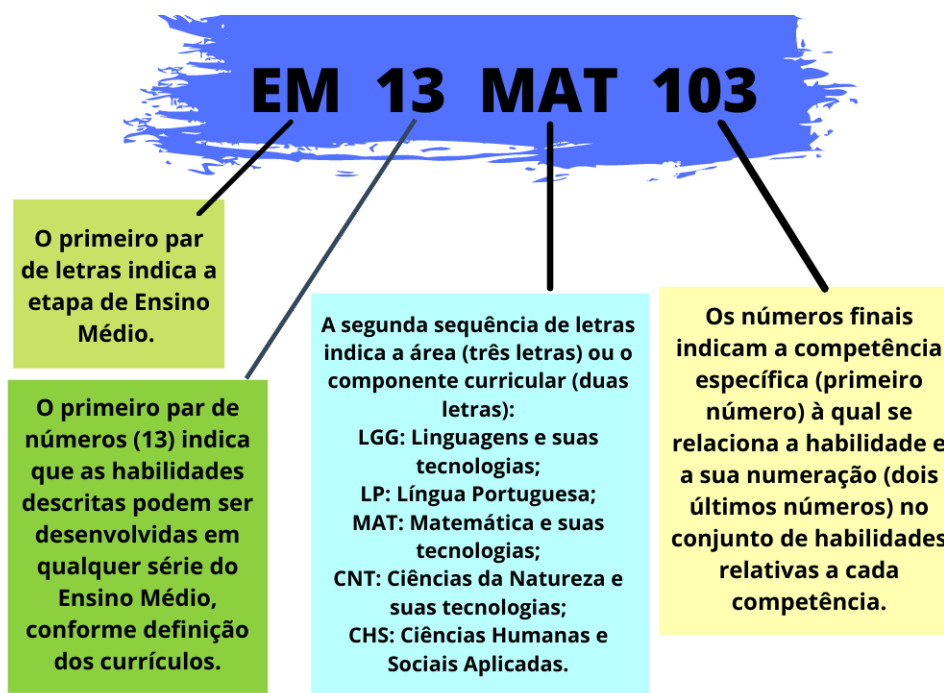 EM 13 MAT 103
O primeiro par
de letras indica a
etapa de Ensino
Médio.
O primeiro par de
números (13) indica
que as habilidades
descritas podem ser
desenvolvidas em
qualquer série do
Ensino Médio,
conforme definição
dos currículos.
A segunda sequência de letras
indica a área (três letras) ou o
componente curricular (duas
letras):
LGG: Linguagens e suas
tecnologias;
LP: Língua Portuguesa;
MAT: Matemática e suas
tecnologias;
CNT: Ciências da Natureza e
suas tecnologias;
CHS: Ciências Humanas e
Sociais Aplicadas.
Os números finais
indicam a competência
específica (primeiro
número) à qual se
relaciona a habilidade e
a sua numeração (dois
últimos números) no
conjunto de habilidades
relativas a cada
competência.